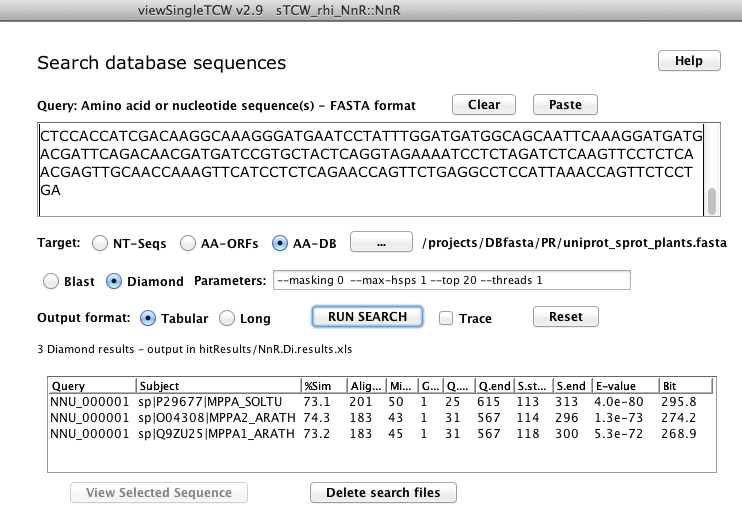 viewSingleTCW v2.9 sTCW_rhi_NnR::NnR
Search database sequences
Help
Query: Amino acid or nucleotide sequence(s) - FASTA format
Clear
Paste
CTCCACCATCGACAAGGCAAAGGGATGAATCCTATTTGGATGATGGCAGCAATTCAAAGGATGATG
ACGATTCAGACAACGATGATCCGTGCTACTCAGGTAGAAAATCCTCTAGATCTCAAGTTCCTCTCA
ACGAGTTGCAACCAAAGTTCATCCTCTCAGAACCAGTTCTGAGGCCTCCATTAAACCAGTTCTCCT
GA
Target: NT-Seqs AA-ORFs AA-DB ... /projects/DBfasta/PR/uniprot_sprot_plants.fasta
Blast Diamond Parameters: --masking 0 --max-hsps 1 --top 20 --threads 1
Output format: Tabular Long RUN SEARCH Trace Reset
3 Diamond results - output in hitResults/NnR.Di.results.xls
Query Subject %Sim Alig... Mi... G... Q.... Q.end S.st... S.end E-value Bit
NNU_000001 sp|P29677|MPPA_SOLTU 73.1 201 50 1 25 615 113 313 4.0e-80 295.8
NNU_000001 sp|O04308|MPPA2_ARATH 74.3 183 43 1 31 567 114 296 1.3e-73 274.2
NNU_000001 sp|Q9ZU25|MPPA1_ARATH 73.2 183 45 1 31 567 118 300 5.3e-72 268.9
View Selected Sequence
Delete search files